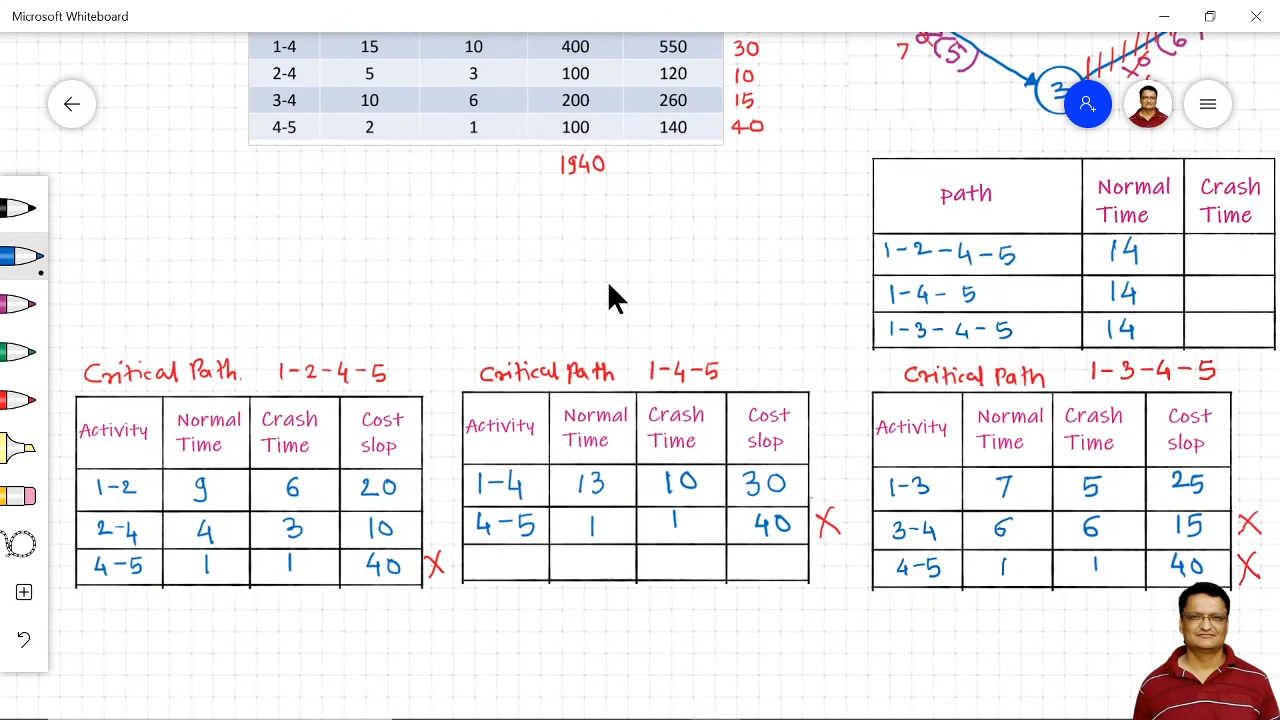 Microsoft Whiteboard
1-4 15 10 400 550 30
2-4 5 3 100 120 10
3-4 10 6 200 260 15
4-5 2 1 100 140 40
1940
7 (5)
3
path Normal Time Crash Time
1-2-4-5 14
1-4-5 14
1-3-4-5 14
Critical Path. 1-2-4-5
Activity Normal Time Crash Time Cost slop
1-2 9 6 20
2-4 4 3 10
4-5 1 1 40 X
Critical Path 1-4-5
Activity Normal Time Crash Time Cost slop
1-4 13 10 30
4-5 1 1 40 X
Critical Path 1-3-4-5
Activity Normal Time Crash Time Cost slop
1-3 7 5 25
3-4 6 6 15 X
4-5 1 1 40 X